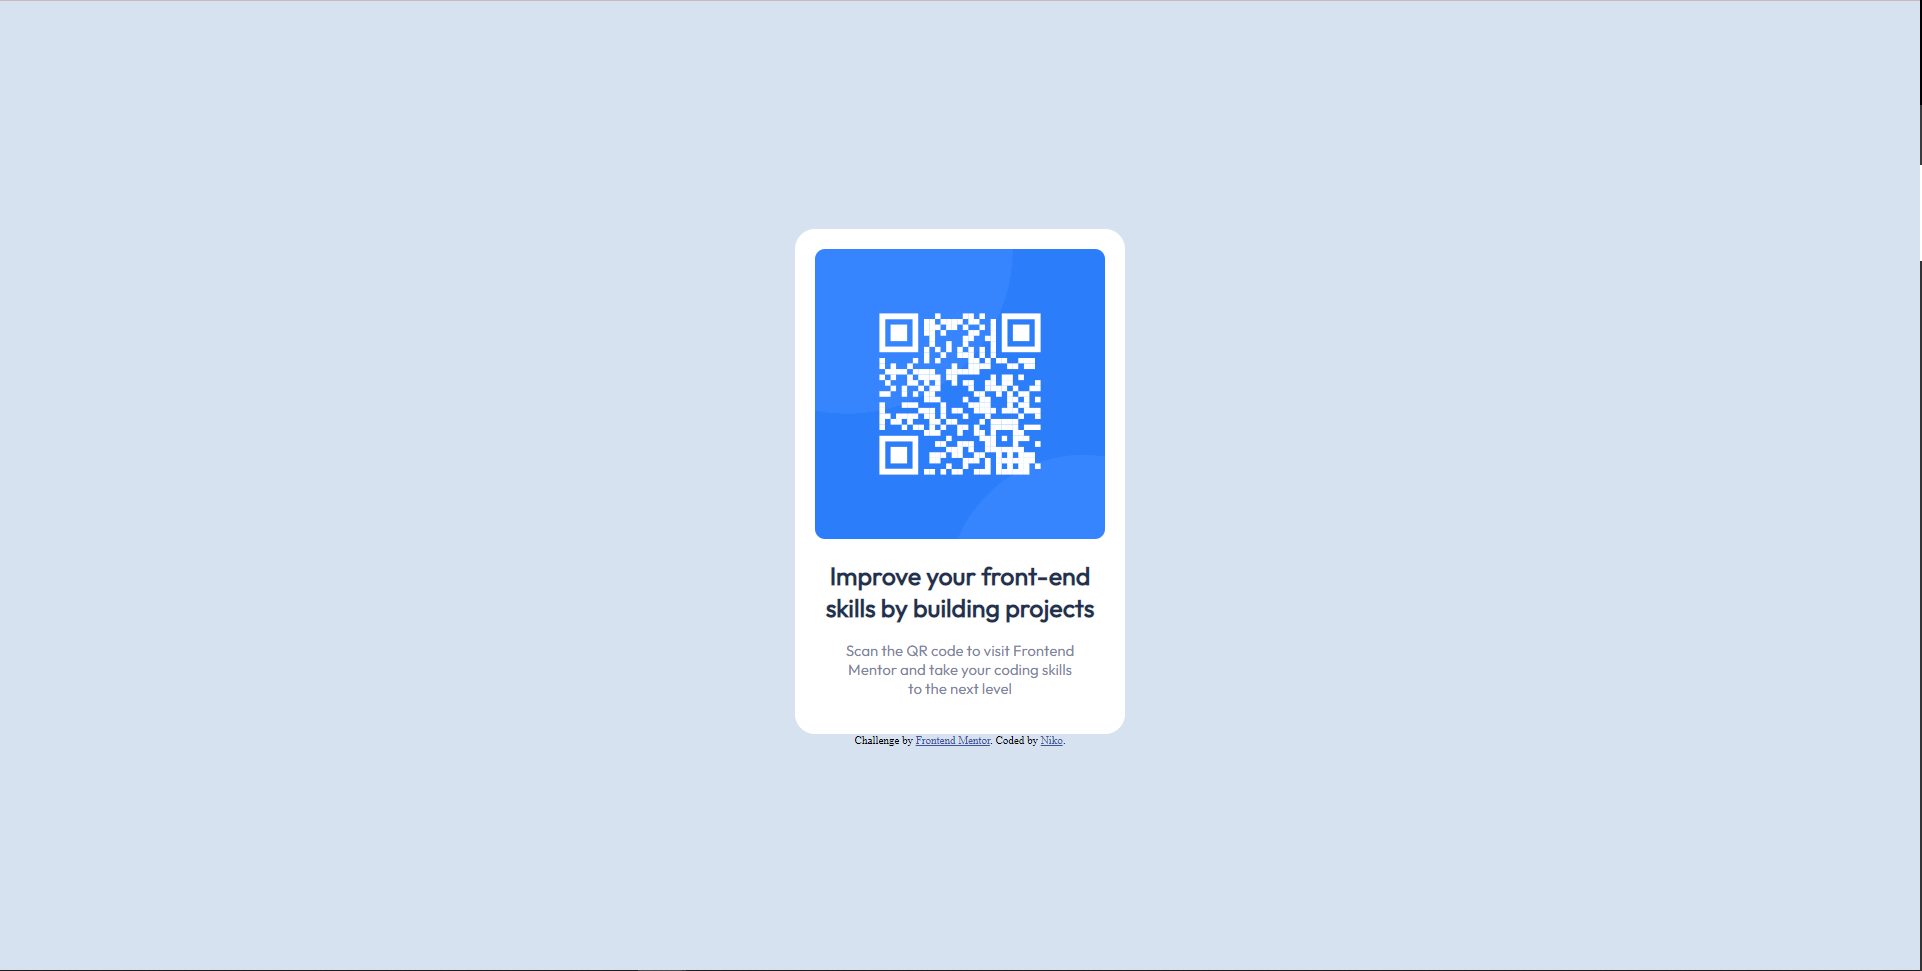 Improve your front-end
skills by building projects
Scan the QR code to visit Frontend
Mentor and take your coding skills
to the next level
Challenge by Frontend Mentor. Coded by Niko.